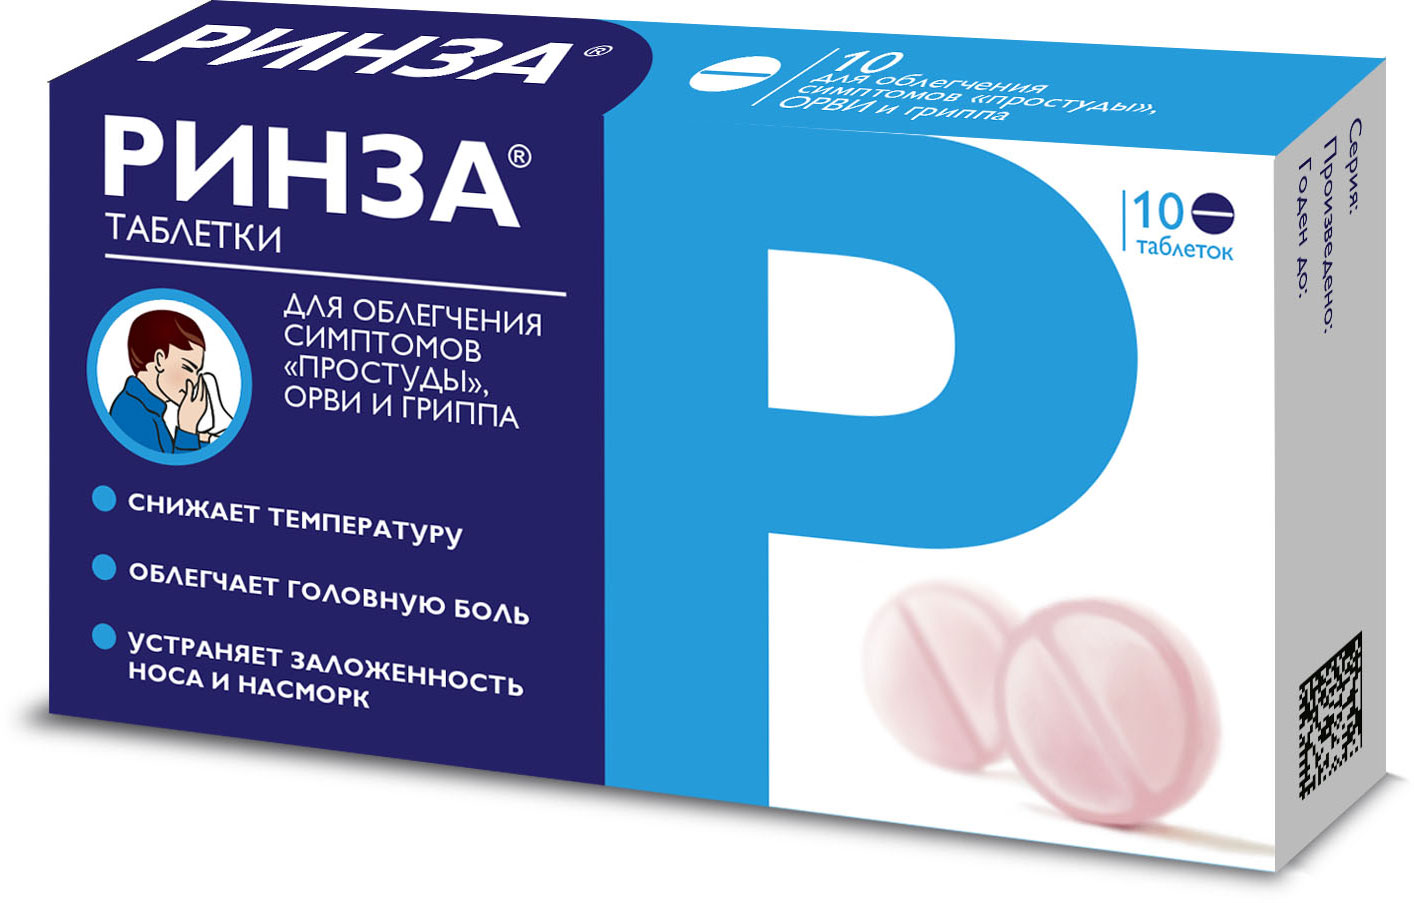 РИНЗА®
10
для облегчения
симптомов «простуды»,
ОРВИ и гриппа
РИНЗА®
ТАБЛЕТКИ
ДЛЯ ОБЛЕГЧЕНИЯ
СИМПТОМОВ
«ПРОСТУДЫ»,
ОРВИ И ГРИППА
СНИЖАЕТ ТЕМПЕРАТУРУ
ОБЛЕГЧАЕТ ГОЛОВНУЮ БОЛЬ
УСТРАНЯЕТ ЗАЛОЖЕННОСТЬ
НОСА И НАСМОРК
Р
10
таблеток
Серия:
Произведено:
Годен до: